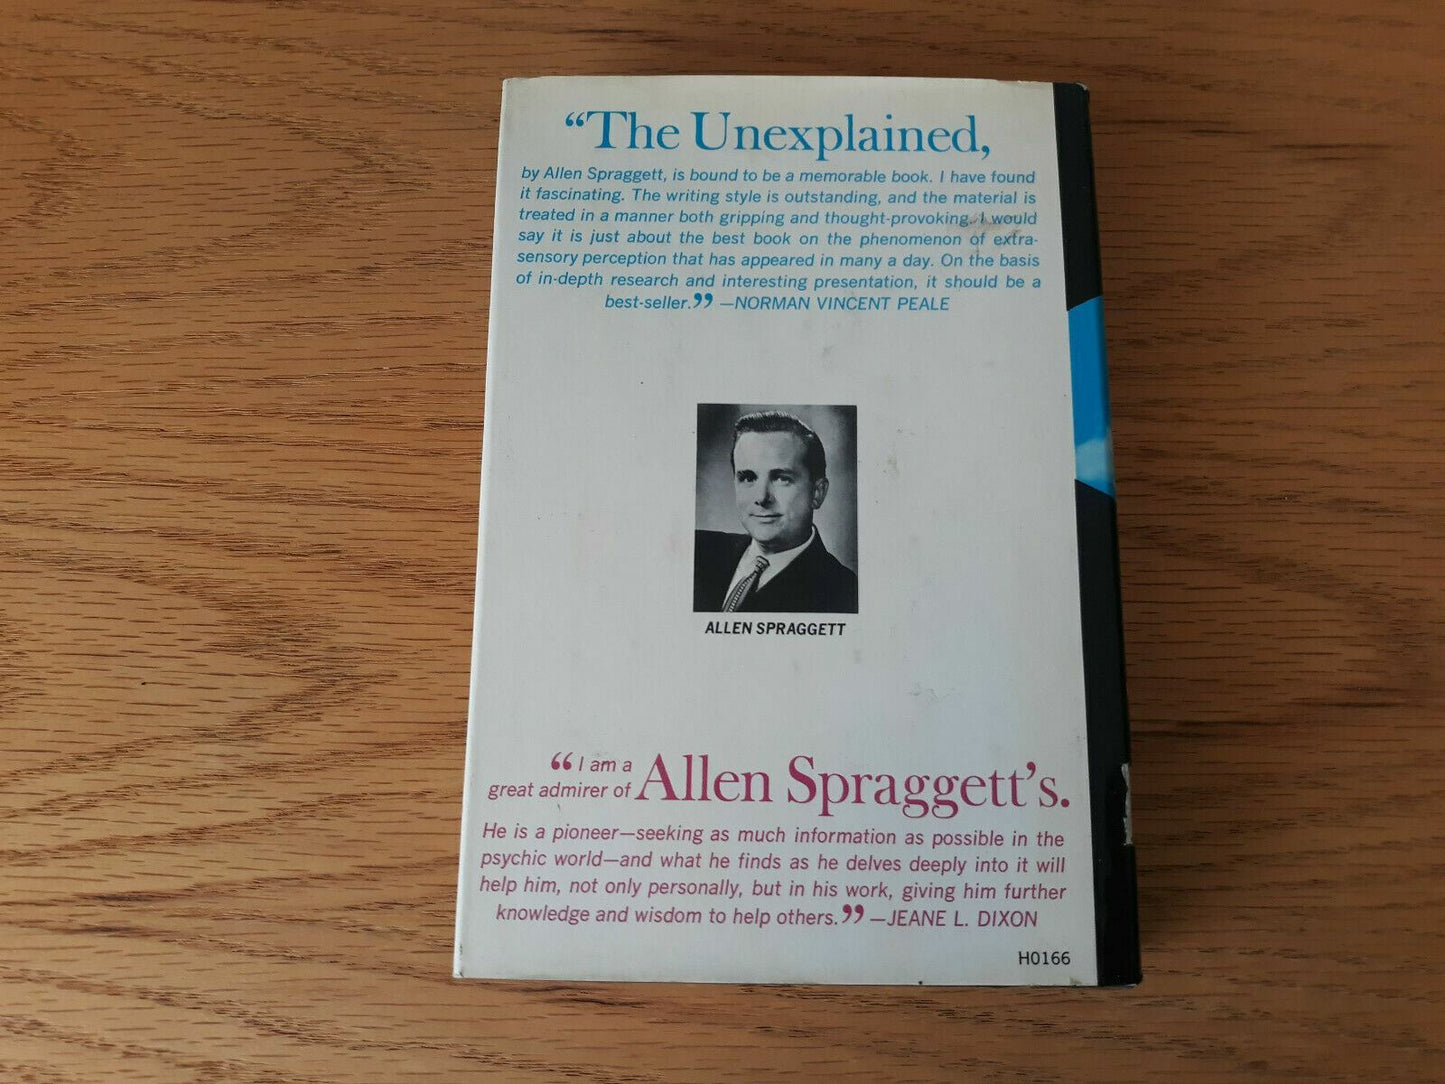 “The Unexplained,
by Allen Spraggett, is bound to be a memorable book. I have found
it fascinating. The writing style is outstanding, and the material is
treated in a manner both gripping and thought-provoking. I would
say it is just about the best book on the phenomenon of extra-
sensory perception that has appeared in many a day. On the basis
of in-depth research and interesting presentation, it should be a
best-seller.” —NORMAN VINCENT PEALE
ALLEN SPRAGGETT
“I am a
great admirer of Allen Spraggett’s.
He is a pioneer—seeking as much information as possible in the
psychic world—and what he finds as he delves deeply into it will
help him, not only personally, but in his work, giving him further
knowledge and wisdom to help others.” —JEANE L. DIXON
H0166